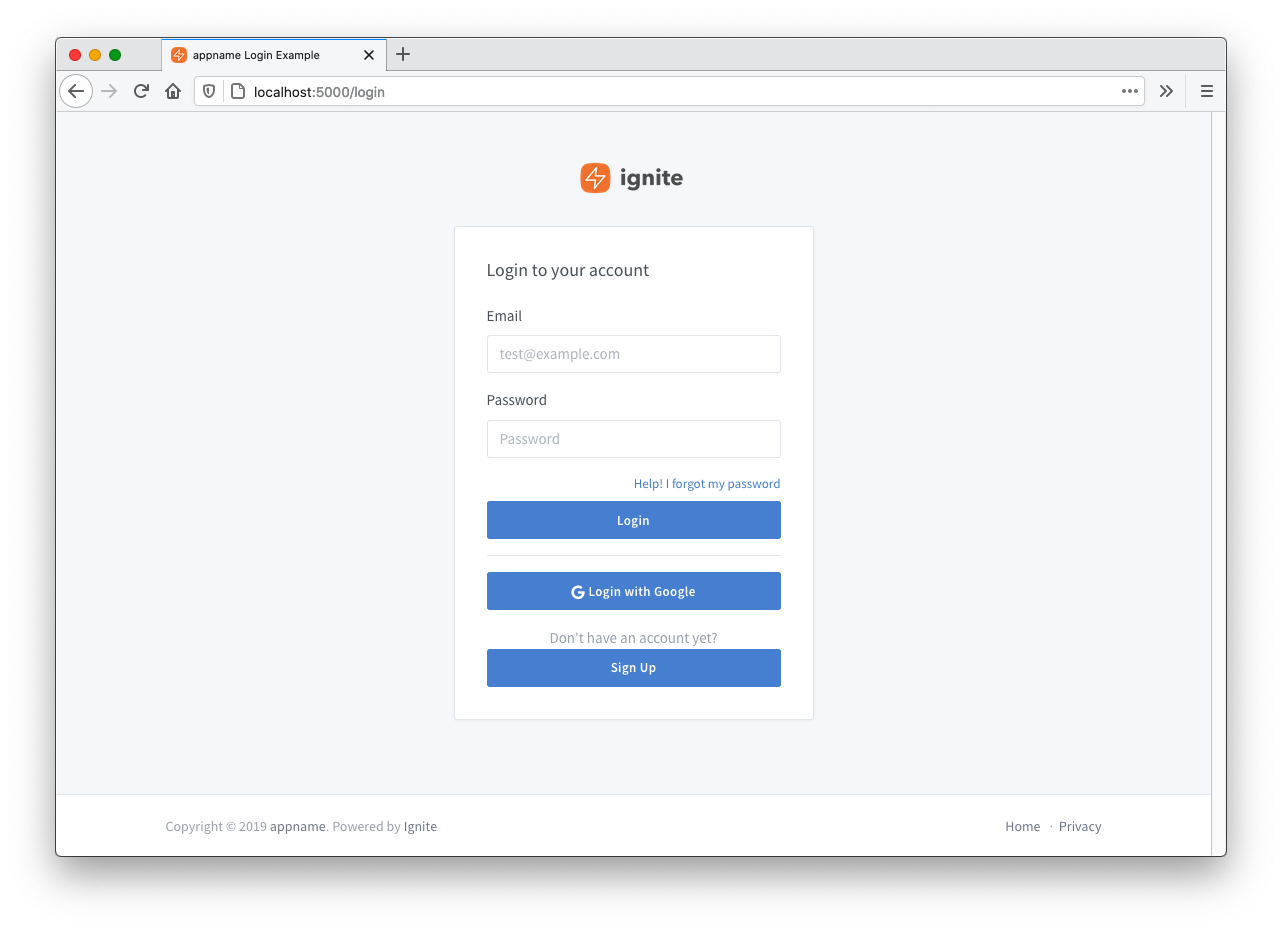 appname Login Example
localhost:5000/login
ignite
Login to your account
Email
test@example.com
Password
Password
Help! I forgot my password
Login
Login with Google
Don't have an account yet?
Sign Up
Copyright © 2019 appname. Powered by Ignite
Home · Privacy